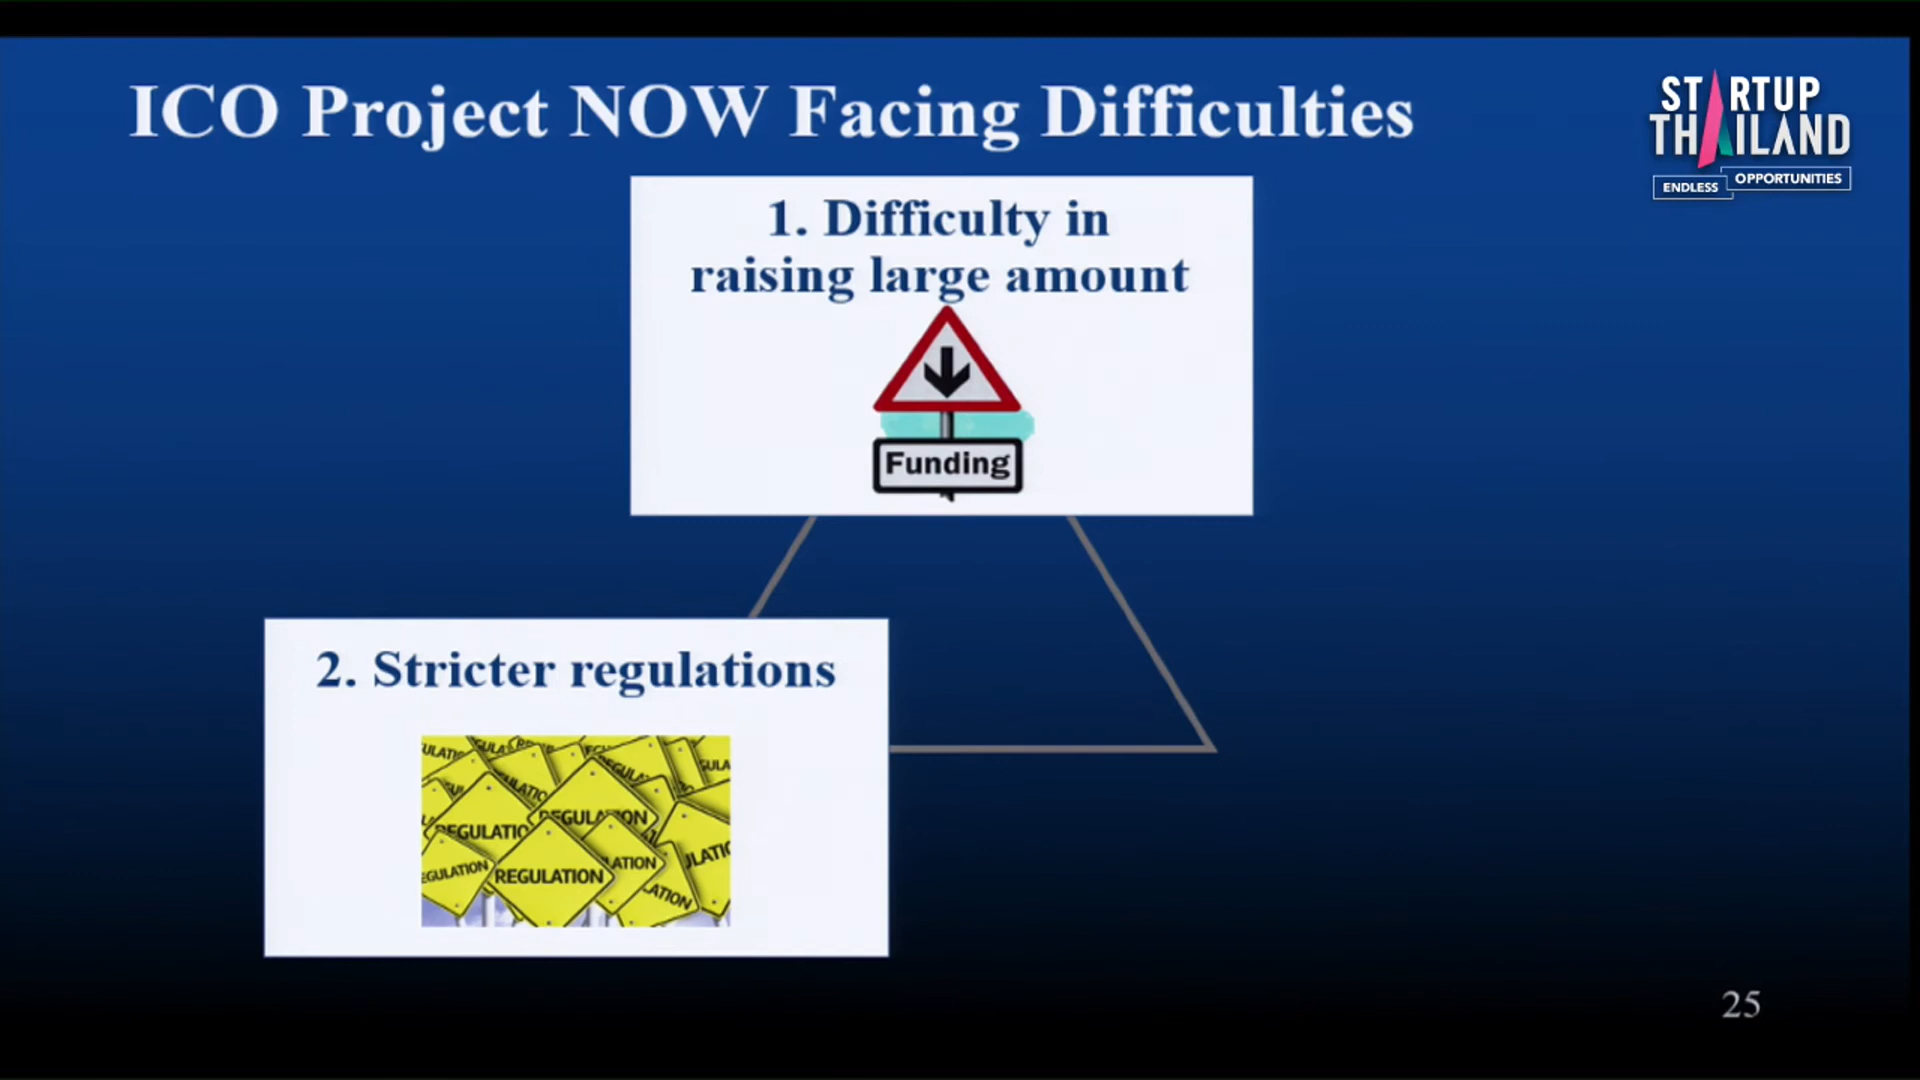 ICO Project NOW Facing Difficulties
STARTUP
THAILAND
ENDLESS OPPORTUNITIES
1. Difficulty in
raising large amount
Funding
2. Stricter regulations
REGULATION
REGULATION
25